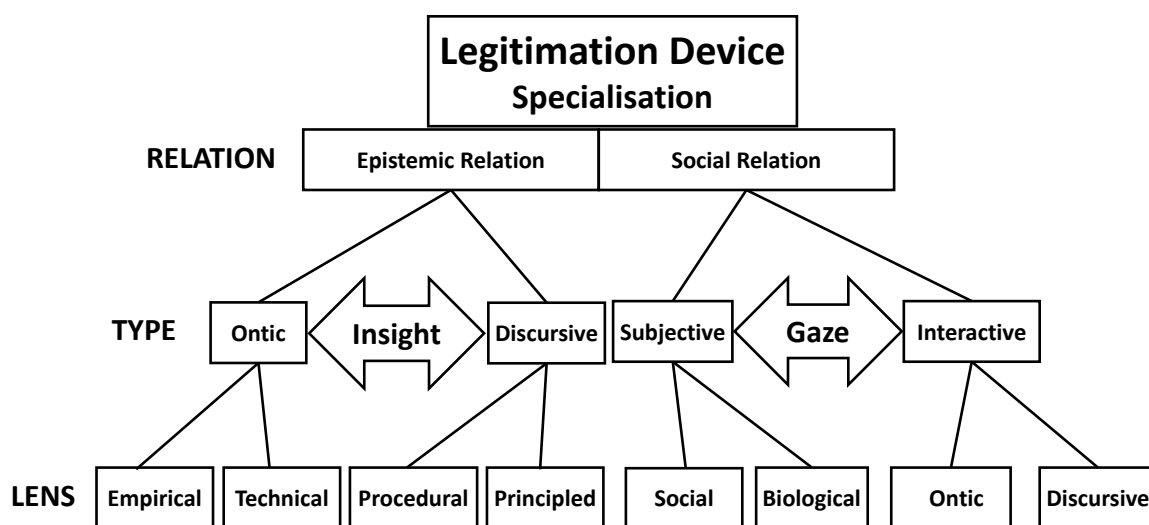 Legitimation Device
Specialisation
RELATION
Epistemic Relation
Social Relation
TYPE
Ontic
Insight
Discursive
Subjective
Gaze
Interactive
LENS
Empirical
Technical
Procedural
Principled
Social
Biological
Ontic
Discursive